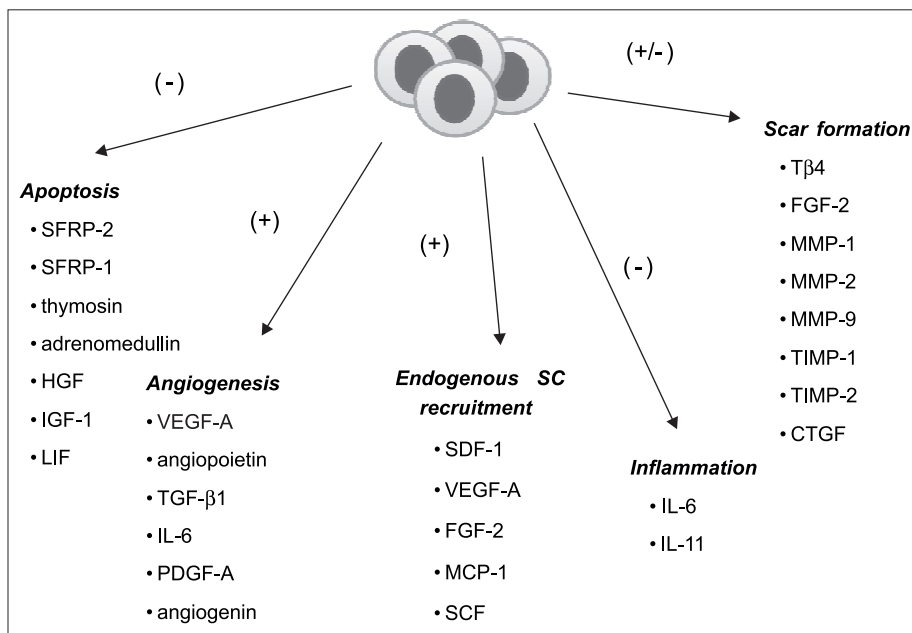 (-)
(+/-)
Scar formation
• Tβ4
• FGF-2
• MMP-1
• MMP-2
• MMP-9
• TIMP-1
• TIMP-2
• CTGF
Apoptosis
• SFRP-2
• SFRP-1
• thymosin
• adrenomedullin
• HGF
• IGF-1
• LIF
(+)
Angiogenesis
• VEGF-A
• angiopoietin
• TGF-β1
• IL-6
• PDGF-A
• angiogenin
(+)
Endogenous SC
recruitment
• SDF-1
• VEGF-A
• FGF-2
• MCP-1
• SCF
(-)
Inflammation
• IL-6
• IL-11